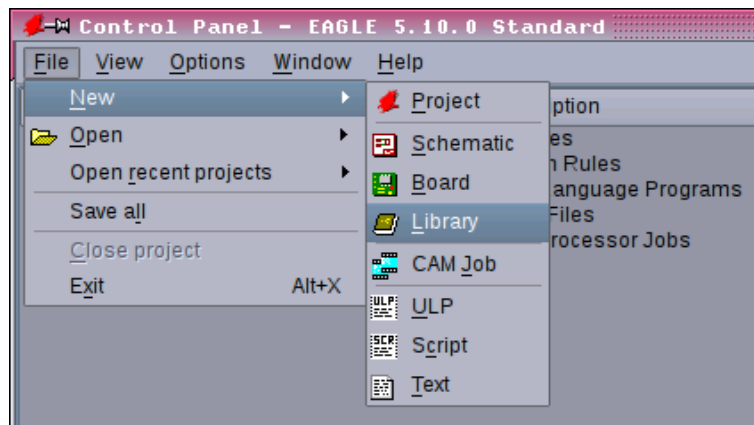 Control Panel - EAGLE 5.10.0 Standard
File View Options Window Help
New
Open
Open recent projects
Save all
Close project
Exit Alt+X
Project
Schematic
Board
Library
CAM Job
ULP
Script
Text
ption
es
n Rules
anguage Programs
Files
rocessor Jobs